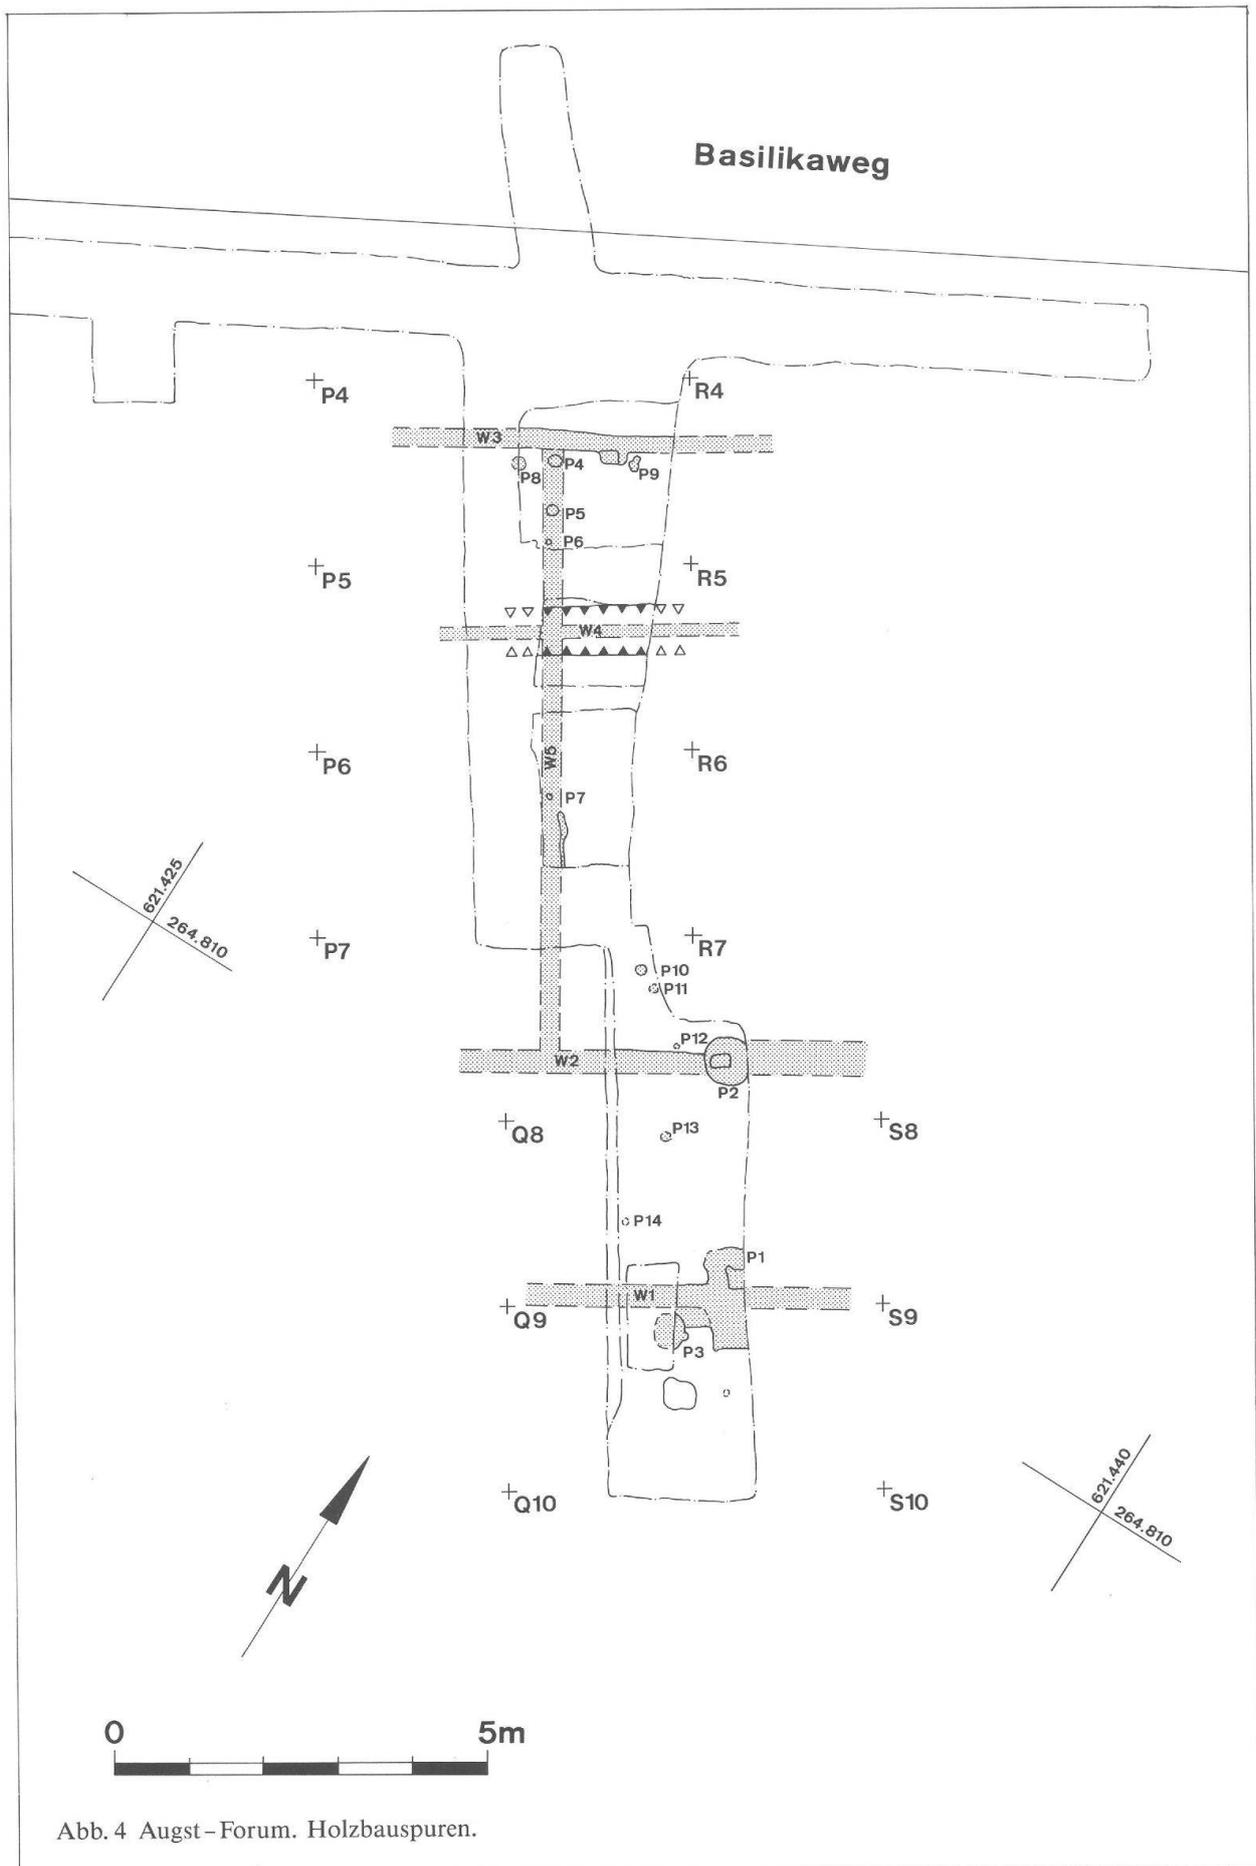 Basilikaweg
P4
R4
W3
P8
P4
P9
P5
P6
P5
R5
W4
P6
W5
R6
P7
621.425
264.810
P7
R7
P10
P11
P12
W2
P2
Q8
P13
S8
P14
P1
W1
Q9
S9
P3
Q10
S10
621.440
264.810
N
0
5m
Abb. 4 Augst–Forum. Holzbauspuren.